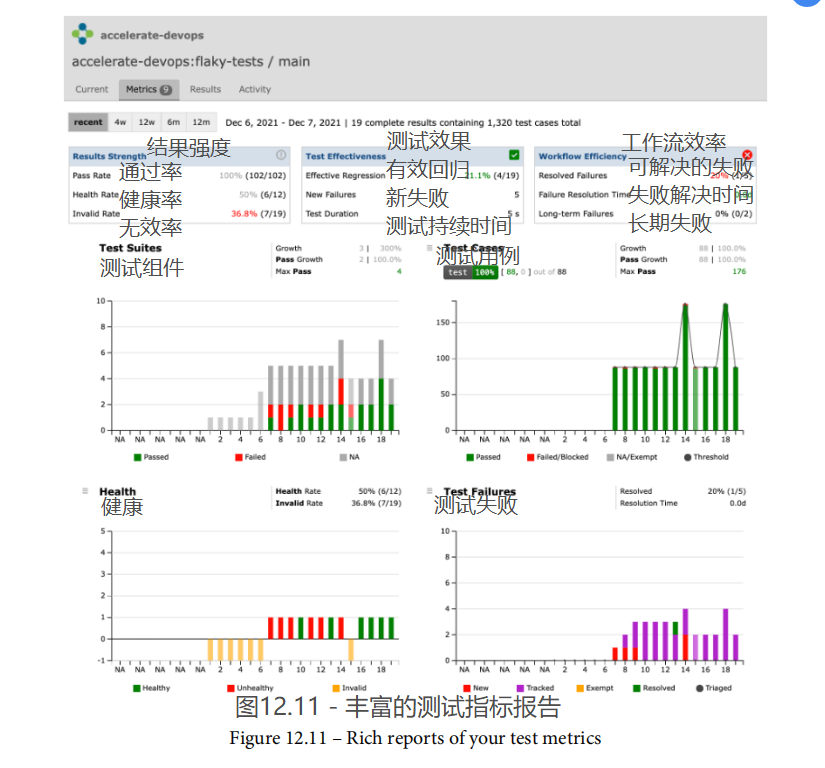 accelerate-devops
accelerate-devops:flaky-tests / main
Current Metrics 9 Results Activity
recent 4w 12w 6m 12m Dec 6, 2021 - Dec 7, 2021 | 19 complete results containing 1,320 test cases total
Results Strength 结果强度
Pass Rate 通过率 100% (102/102)
Health Rate 健康率 50% (6/12)
Invalid Rate 无效率 36.8% (7/19)
Test Effectiveness 测试效果
Effective Regression 有效回归 21.1% (4/19)
New Failures 新失败 5
Test Duration 测试持续时间 5 s
Workflow Efficiency 工作流效率
Resolved Failures 可解决的失败 20% (1/5)
Failure Resolution Time 失败解决时间
Long-term Failures 长期失败 0% (0/2)
Test Suites
测试组件
Growth 3 | 300%
Pass Growth 2 | 100.0%
Max Pass 4
10
8
6
4
2
0
NA NA NA NA NA 2 4 6 8 10 12 14 16 18
Passed Failed NA
Test Cases
测试用例
test 100% [ 88, 0 ] out of 88
Growth 88 | 100.0%
Pass Growth 88 | 100.0%
Max Pass 176
150
100
50
0
NA NA NA NA NA 2 4 6 8 10 12 14 16 18
Passed Failed/Blocked NA/Exempt Threshold
Health
健康
Health Rate 50% (6/12)
Invalid Rate 36.8% (7/19)
5
4
3
2
1
0
-1
NA NA NA NA NA 2 4 6 8 10 12 14 16 18
Healthy Unhealthy Invalid
Test Failures
测试失败
Resolved 20% (1/5)
Resolution Time 0.0d
10
8
6
4
2
0
NA NA NA NA NA 2 4 6 8 10 12 14 16 18
New Tracked Exempt Resolved Triaged
图12.11 - 丰富的测试指标报告
Figure 12.11 – Rich reports of your test metrics